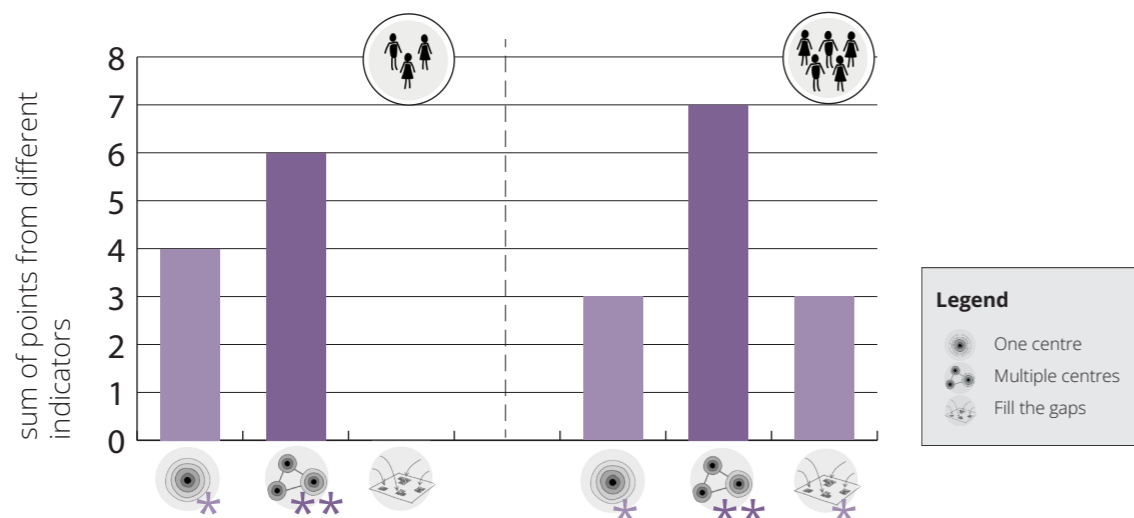 sum of points from different
indicators
8
7
6
5
4
3
2
1
0
*
**
*
**
*
Legend
One centre
Multiple centres
Fill the gaps